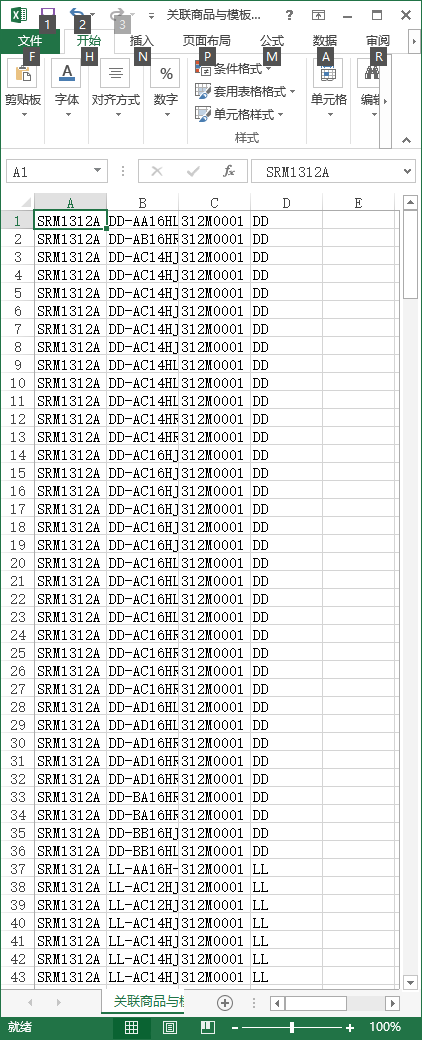 1 2 3 关联商品与模板... ?
文件 开始 插入 页面布局 公式 数据 审阅
F H N P M A R
剪贴板 字体 对齐方式 数字 条件格式 套用表格格式 单元格样式 单元格 编辑
样式
A1 fx SRM1312A
A B C D E
1 SRM1312A DD-AA16HL 312M0001 DD
2 SRM1312A DD-AB16HR 312M0001 DD
3 SRM1312A DD-AC14HJ 312M0001 DD
4 SRM1312A DD-AC14HJ 312M0001 DD
5 SRM1312A DD-AC14HJ 312M0001 DD
6 SRM1312A DD-AC14HJ 312M0001 DD
7 SRM1312A DD-AC14HJ 312M0001 DD
8 SRM1312A DD-AC14HJ 312M0001 DD
9 SRM1312A DD-AC14HL 312M0001 DD
10 SRM1312A DD-AC14HL 312M0001 DD
11 SRM1312A DD-AC14HL 312M0001 DD
12 SRM1312A DD-AC14HR 312M0001 DD
13 SRM1312A DD-AC14HR 312M0001 DD
14 SRM1312A DD-AC16HJ 312M0001 DD
15 SRM1312A DD-AC16HJ 312M0001 DD
16 SRM1312A DD-AC16HJ 312M0001 DD
17 SRM1312A DD-AC16HJ 312M0001 DD
18 SRM1312A DD-AC16HJ 312M0001 DD
19 SRM1312A DD-AC16HL 312M0001 DD
20 SRM1312A DD-AC16HL 312M0001 DD
21 SRM1312A DD-AC16HL 312M0001 DD
22 SRM1312A DD-AC16HL 312M0001 DD
23 SRM1312A DD-AC16HL 312M0001 DD
24 SRM1312A DD-AC16HR 312M0001 DD
25 SRM1312A DD-AC16HR 312M0001 DD
26 SRM1312A DD-AC16HR 312M0001 DD
27 SRM1312A DD-AC16HR 312M0001 DD
28 SRM1312A DD-AD16HL 312M0001 DD
29 SRM1312A DD-AD16HL 312M0001 DD
30 SRM1312A DD-AD16HR 312M0001 DD
31 SRM1312A DD-AD16HR 312M0001 DD
32 SRM1312A DD-AD16HR 312M0001 DD
33 SRM1312A DD-BA16HR 312M0001 DD
34 SRM1312A DD-BA16HR 312M0001 DD
35 SRM1312A DD-BB16HJ 312M0001 DD
36 SRM1312A DD-BB16HL 312M0001 DD
37 SRM1312A LL-AA16H- 312M0001 LL
38 SRM1312A LL-AC12HJ 312M0001 LL
39 SRM1312A LL-AC12HJ 312M0001 LL
40 SRM1312A LL-AC14HJ 312M0001 LL
41 SRM1312A LL-AC14HJ 312M0001 LL
42 SRM1312A LL-AC14HJ 312M0001 LL
43 SRM1312A LL-AC14HJ 312M0001 LL
关联商品与模
就绪 100%